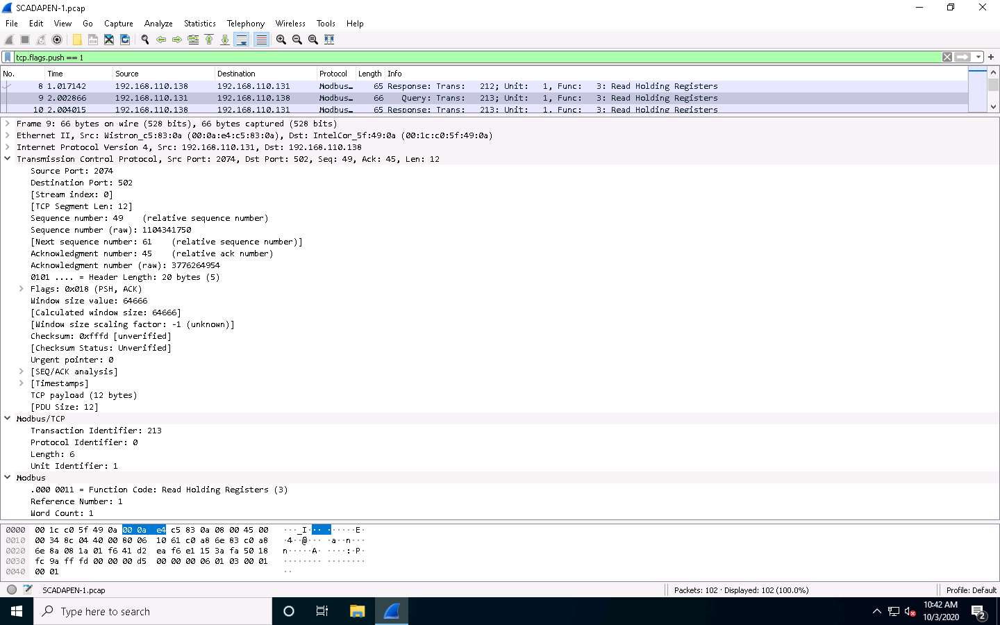 SCADAPEN-1.pcap
File Edit View Go Capture Analyze Statistics Telephony Wireless Tools Help
tcp.flags.push == 1
No. Time Source Destination Protocol Length Info
8 1.017142 192.168.110.138 192.168.110.131 Modbus… 65 Response: Trans: 212; Unit: 1, Func: 3: Read Holding Registers
9 2.002866 192.168.110.131 192.168.110.138 Modbus… 66 Query: Trans: 213; Unit: 1, Func: 3: Read Holding Registers
10 2.004015 192.168.110.138 192.168.110.131 Modbus… 65 Response: Trans: 213; Unit: 1, Func: 3: Read Holding Registers
Frame 9: 66 bytes on wire (528 bits), 66 bytes captured (528 bits)
Ethernet II, Src: Wistron_c5:83:0a (00:0a:e4:c5:83:0a), Dst: IntelCor_5f:49:0a (00:1c:c0:5f:49:0a)
Internet Protocol Version 4, Src: 192.168.110.131, Dst: 192.168.110.138
Transmission Control Protocol, Src Port: 2074, Dst Port: 502, Seq: 49, Ack: 45, Len: 12
Source Port: 2074
Destination Port: 502
[Stream index: 0]
[TCP Segment Len: 12]
Sequence number: 49 (relative sequence number)
Sequence number (raw): 1104341750
[Next sequence number: 61 (relative sequence number)]
Acknowledgment number: 45 (relative ack number)
Acknowledgment number (raw): 3776264954
0101 .... = Header Length: 20 bytes (5)
Flags: 0x018 (PSH, ACK)
Window size value: 64666
[Calculated window size: 64666]
[Window size scaling factor: -1 (unknown)]
Checksum: 0xfffd [unverified]
[Checksum Status: Unverified]
Urgent pointer: 0
[SEQ/ACK analysis]
[Timestamps]
TCP payload (12 bytes)
[PDU Size: 12]
Modbus/TCP
Transaction Identifier: 213
Protocol Identifier: 0
Length: 6
Unit Identifier: 1
Modbus
.000 0011 = Function Code: Read Holding Registers (3)
Reference Number: 1
Word Count: 1
0000 00 1c c0 5f 49 0a 00 0a e4 c5 83 0a 08 00 45 00 ···_I··· ······E·
0010 00 34 8c 04 40 00 80 06 10 61 c0 a8 6e 83 c0 a8 ·4··@··· ·a··n···
0020 6e 8a 08 1a 01 f6 41 d2 ea f6 e1 15 3a fa 50 18 n·····A· ····:·P·
0030 fc 9a ff fd 00 00 00 d5 00 00 00 06 01 03 00 01 ········ ········
0040 00 01 ··
SCADAPEN-1.pcap Packets: 102 · Displayed: 102 (100.0%) Profile: Default
Type here to search
10:42 AM
10/3/2020
2